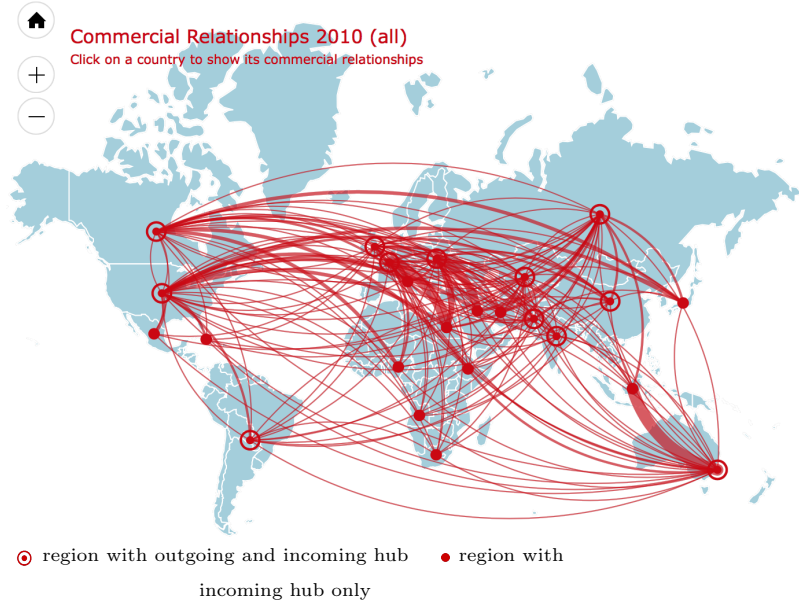 Commercial Relationships 2010 (all)
Click on a country to show its commercial relationships
region with outgoing and incoming hub region with
incoming hub only